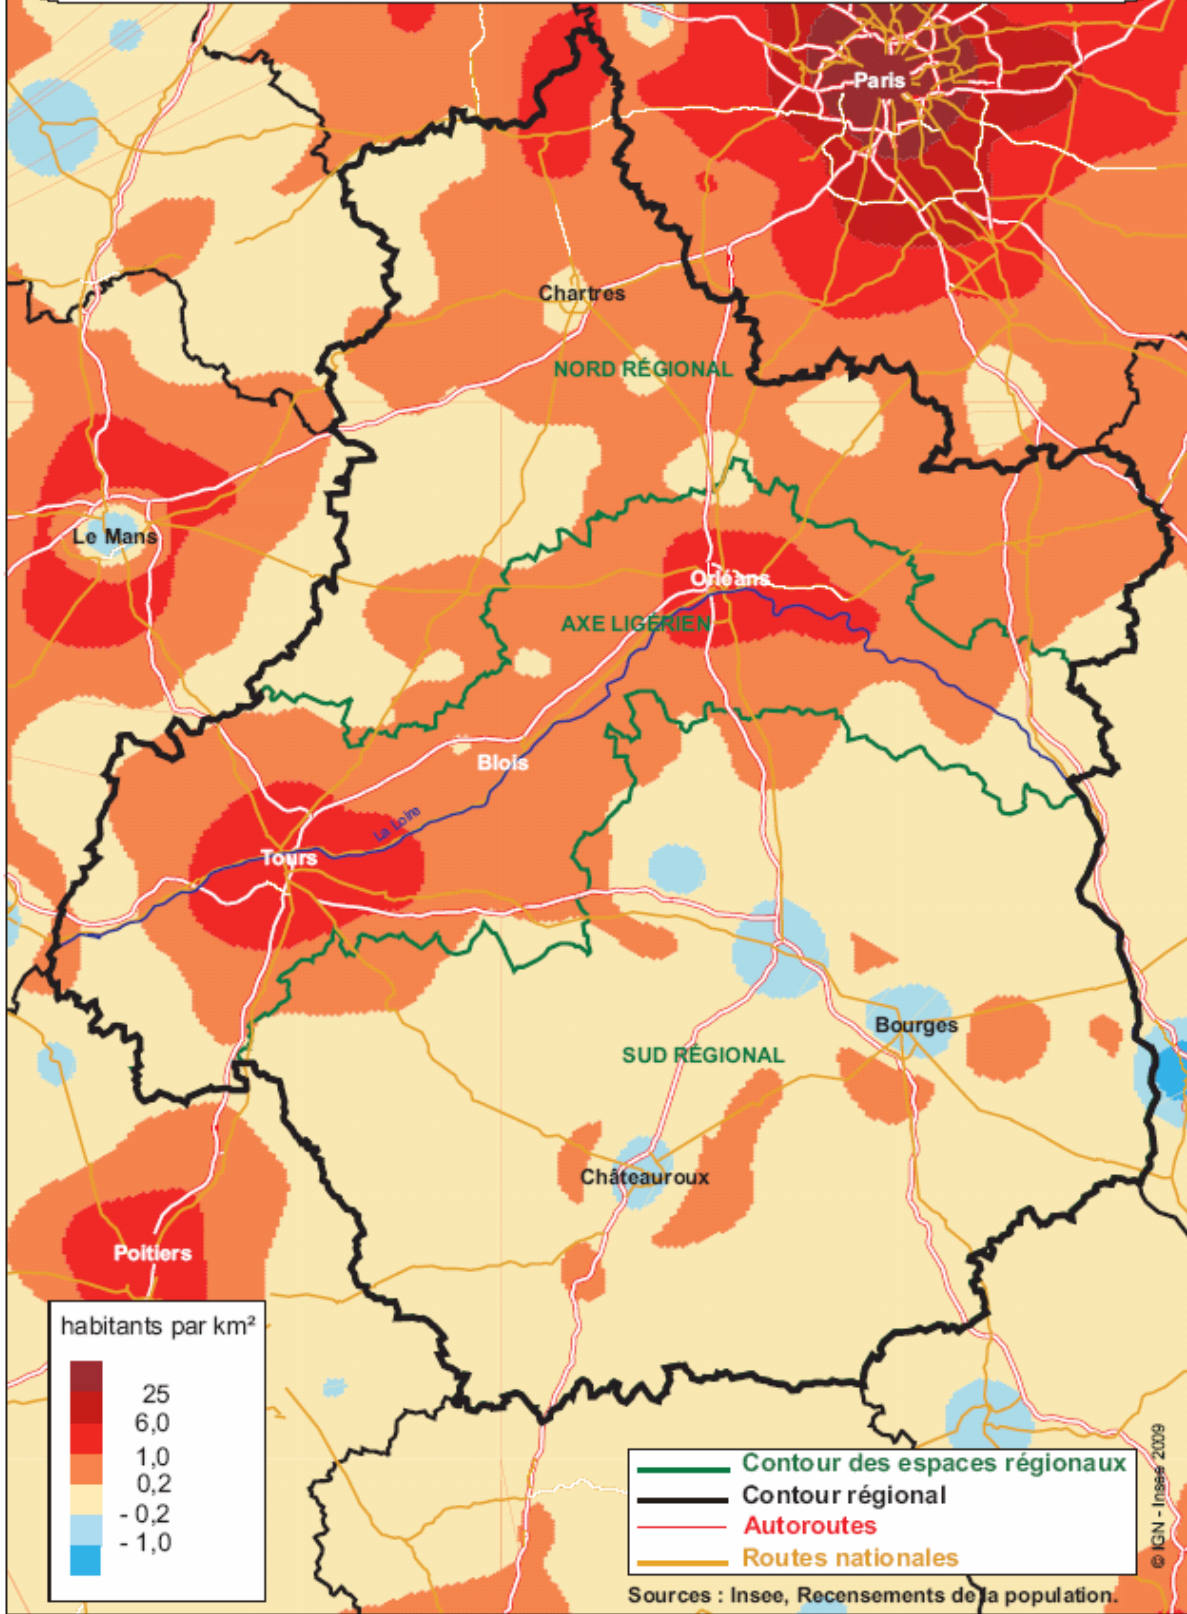 Paris
Chartres
NORD RÉGIONAL
Le Mans
Orléans
AXE LIGÉRIEN
Blois
La Loire
Tours
Bourges
SUD RÉGIONAL
Châteauroux
Poitiers
habitants par km²
25
6,0
1,0
0,2
- 0,2
- 1,0
Contour des espaces régionaux
Contour régional
Autoroutes
Routes nationales
© IGN - Insee 2009
Sources : Insee, Recensements de la population.